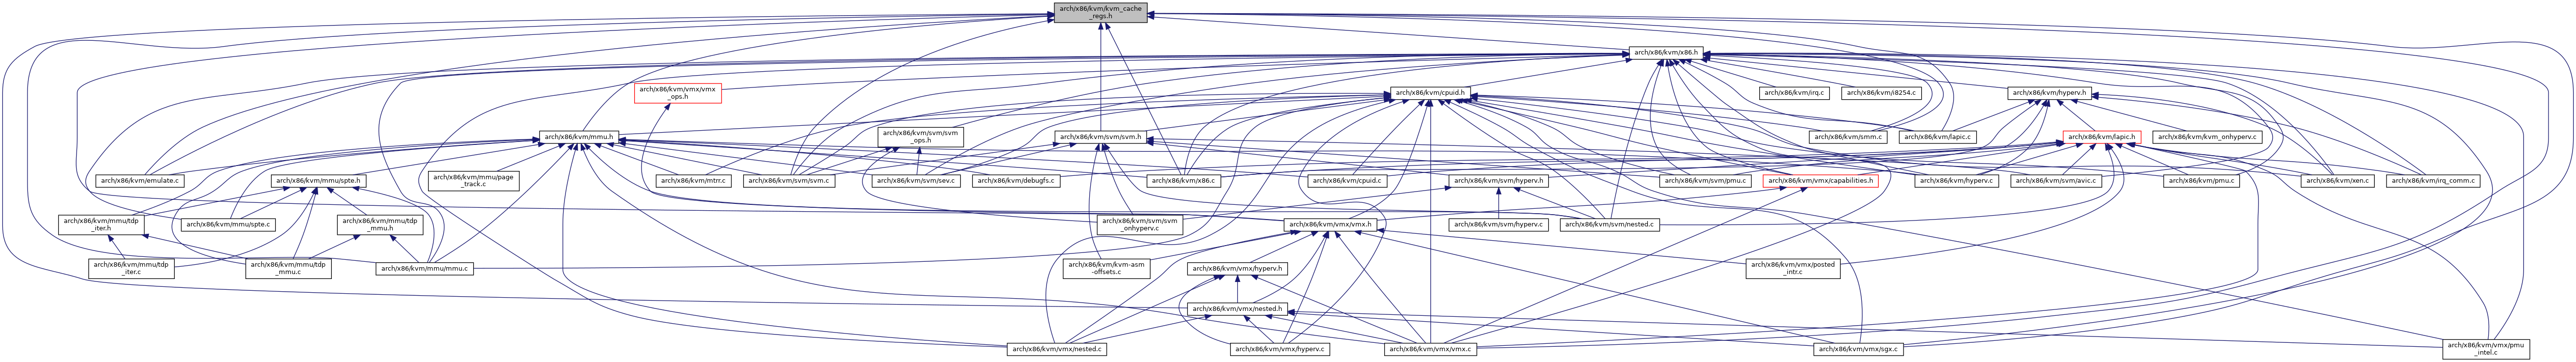 arch/x86/kvm/kvm_cache
_regs.h
arch/x86/kvm/x86.h
arch/x86/kvm/vmx/vmx
_ops.h
arch/x86/kvm/cpuid.h
arch/x86/kvm/irq.c
arch/x86/kvm/i8254.c
arch/x86/kvm/hyperv.h
arch/x86/kvm/mmu.h
arch/x86/kvm/svm/svm
_ops.h
arch/x86/kvm/svm/svm.h
arch/x86/kvm/smm.c
arch/x86/kvm/lapic.c
arch/x86/kvm/lapic.h
arch/x86/kvm/kvm_onhyperv.c
arch/x86/kvm/emulate.c
arch/x86/kvm/mmu/spte.h
arch/x86/kvm/mmu/page
_track.c
arch/x86/kvm/mtrr.c
arch/x86/kvm/svm/svm.c
arch/x86/kvm/svm/sev.c
arch/x86/kvm/debugfs.c
arch/x86/kvm/x86.c
arch/x86/kvm/cpuid.c
arch/x86/kvm/svm/hyperv.h
arch/x86/kvm/svm/pmu.c
arch/x86/kvm/vmx/capabilities.h
arch/x86/kvm/hyperv.c
arch/x86/kvm/svm/avic.c
arch/x86/kvm/pmu.c
arch/x86/kvm/xen.c
arch/x86/kvm/irq_comm.c
arch/x86/kvm/mmu/tdp
_iter.h
arch/x86/kvm/mmu/spte.c
arch/x86/kvm/mmu/tdp
_mmu.h
arch/x86/kvm/svm/svm
_onhyperv.c
arch/x86/kvm/vmx/vmx.h
arch/x86/kvm/svm/hyperv.c
arch/x86/kvm/svm/nested.c
arch/x86/kvm/mmu/tdp
_iter.c
arch/x86/kvm/mmu/tdp
_mmu.c
arch/x86/kvm/mmu/mmu.c
arch/x86/kvm/kvm-asm
-offsets.c
arch/x86/kvm/vmx/hyperv.h
arch/x86/kvm/vmx/posted
_intr.c
arch/x86/kvm/vmx/nested.h
arch/x86/kvm/vmx/nested.c
arch/x86/kvm/vmx/hyperv.c
arch/x86/kvm/vmx/vmx.c
arch/x86/kvm/vmx/sgx.c
arch/x86/kvm/vmx/pmu
_intel.c